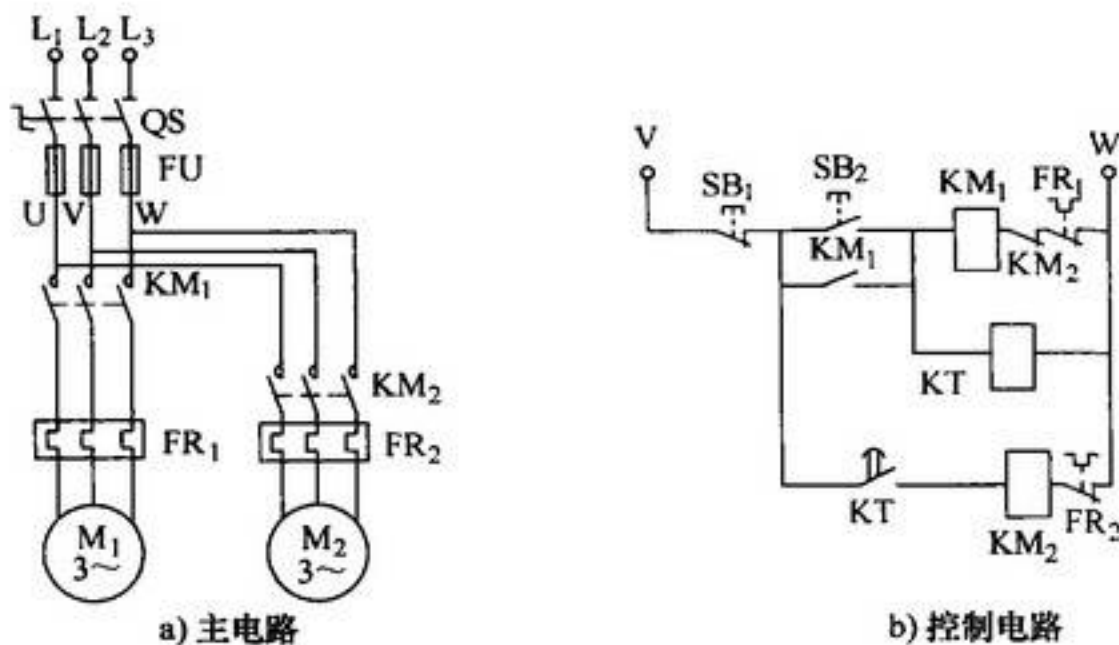 L₁ L₂ L₃
QS
FU
U V W
KM₁
KM₂
FR₁ FR₂
M₁
3～
M₂
3～
a) 主电路
V W
SB₁ SB₂ KM₁ FR₁
KM₁ KM₂
KT
KT KM₂ FR₂
b) 控制电路